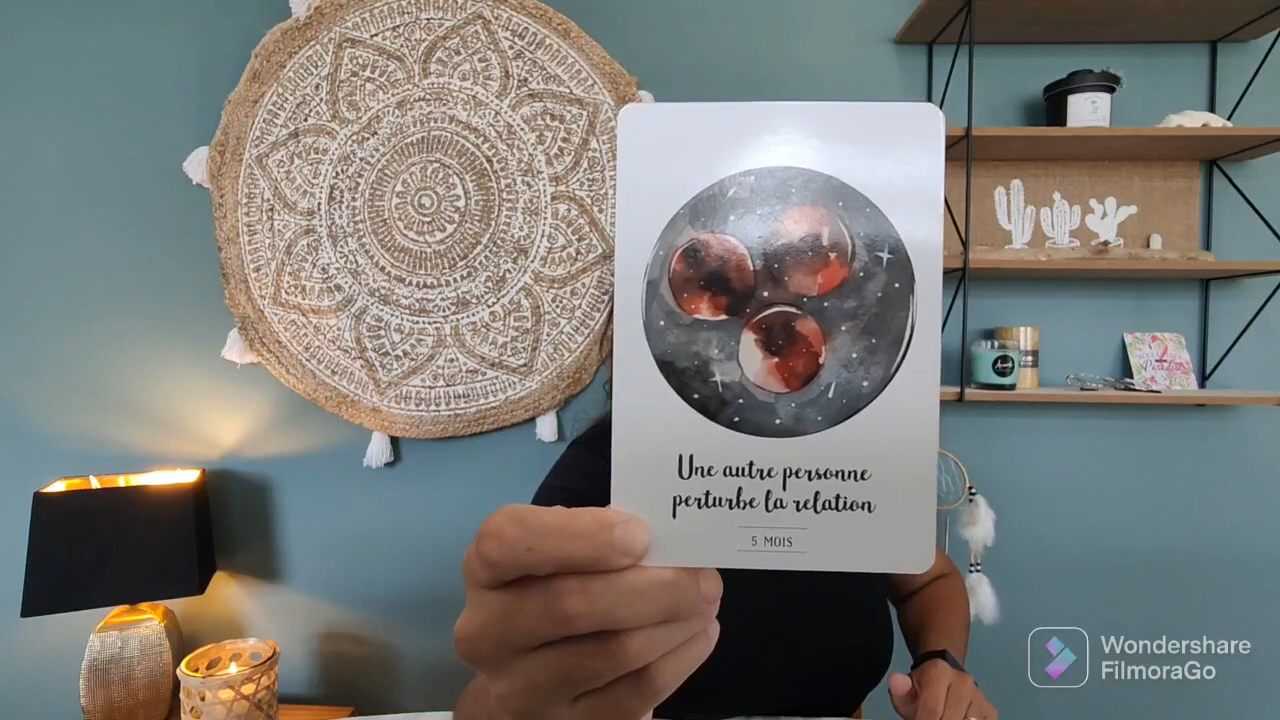 Une autre personne
perturbe la relation
5 MOIS
Wondershare
FilmoraGo